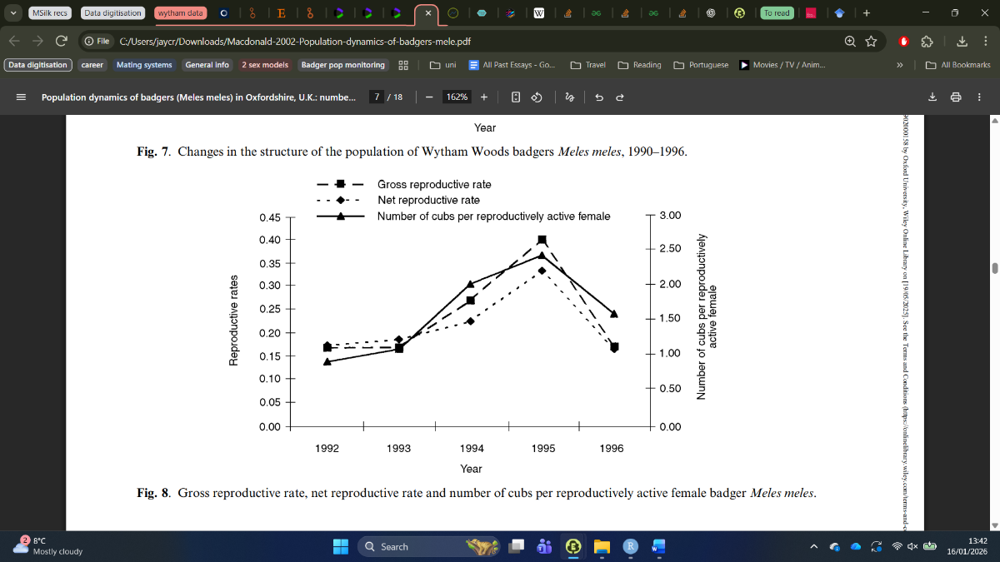 MSilk recs Data digitisation wytham data To read
File C:/Users/jaycr/Downloads/Macdonald-2002-Population-dynamics-of-badgers-mele.pdf
Data digitisation career Mating systems General Info 2 sex models Badger pop monitoring uni All Past Essays - Go... Travel Reading Portuguese Movies / TV / Anim... » All Bookmarks
Population dynamics of badgers (Meles meles) in Oxfordshire, U.K.: numbe... 7 / 18 — 162% +
Year
Fig. 7. Changes in the structure of the population of Wytham Woods badgers Meles meles, 1990–1996.
Gross reproductive rate
Net reproductive rate
Number of cubs per reproductively active female
0.45
0.40
0.35
0.30
0.25
0.20
0.15
0.10
0.05
0.00
Reproductive rates
3.00
2.50
2.00
1.50
1.00
0.50
0.00
Number of cubs per reproductively
active female
1992 1993 1994 1995 1996
Year
Fig. 8. Gross reproductive rate, net reproductive rate and number of cubs per reproductively active female badger Meles meles.
902000158 by Oxford University, Wiley Online Library on [19/05/2025]. See the Terms and Conditions (https://onlinelibrary.wiley.com/terms-and-co
2 8°C
Mostly cloudy
Search
13:42
16/01/2026